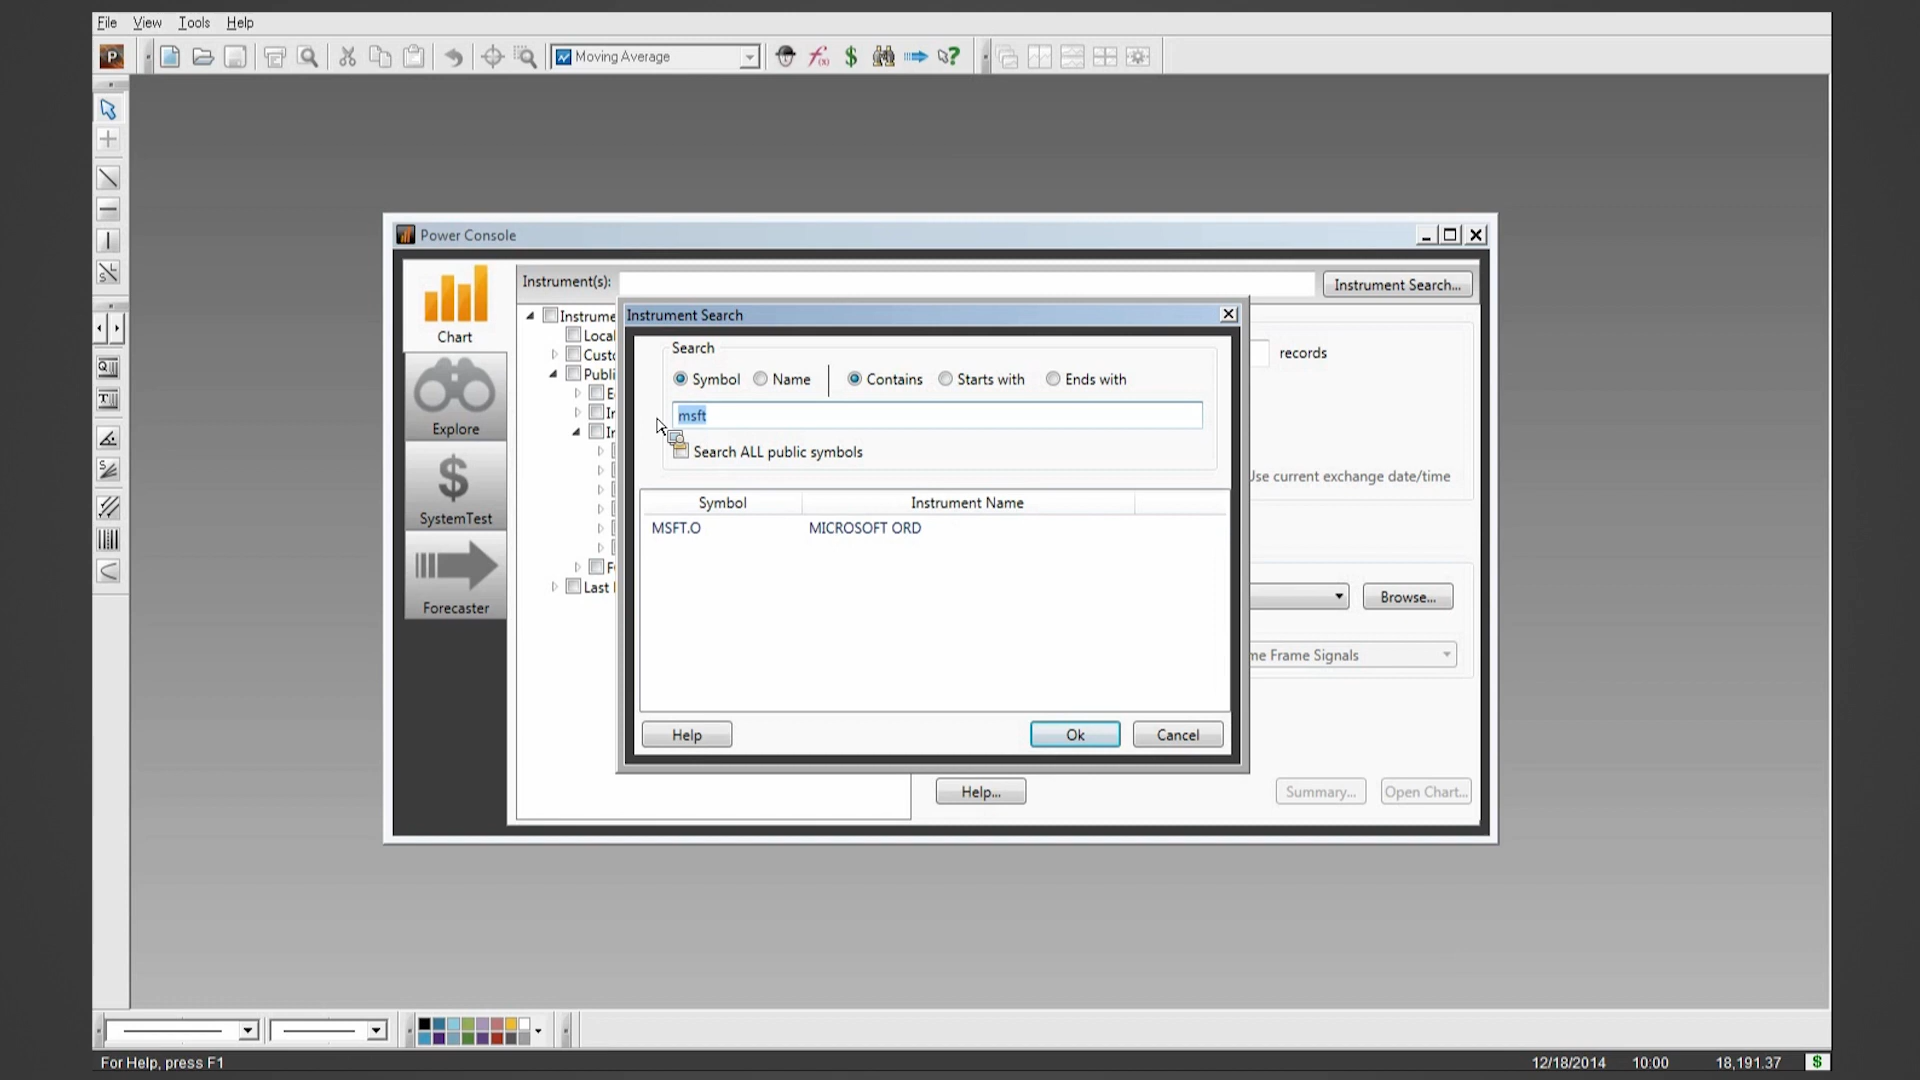 File View Tools Help
P
Moving Average
Power Console
Chart
Explore
SystemTest
Forecaster
Instrument(s):
Instrument Search...
Instrume
Local
Custo
Publi
Last
Instrument Search
Search
Symbol Name Contains Starts with Ends with
msft
Search ALL public symbols
Symbol Instrument Name
MSFT.O MICROSOFT ORD
Help Ok Cancel
records
Use current exchange date/time
Browse...
me Frame Signals
Help... Summary... Open Chart...
For Help, press F1
12/18/2014 10:00 18,191.37 $